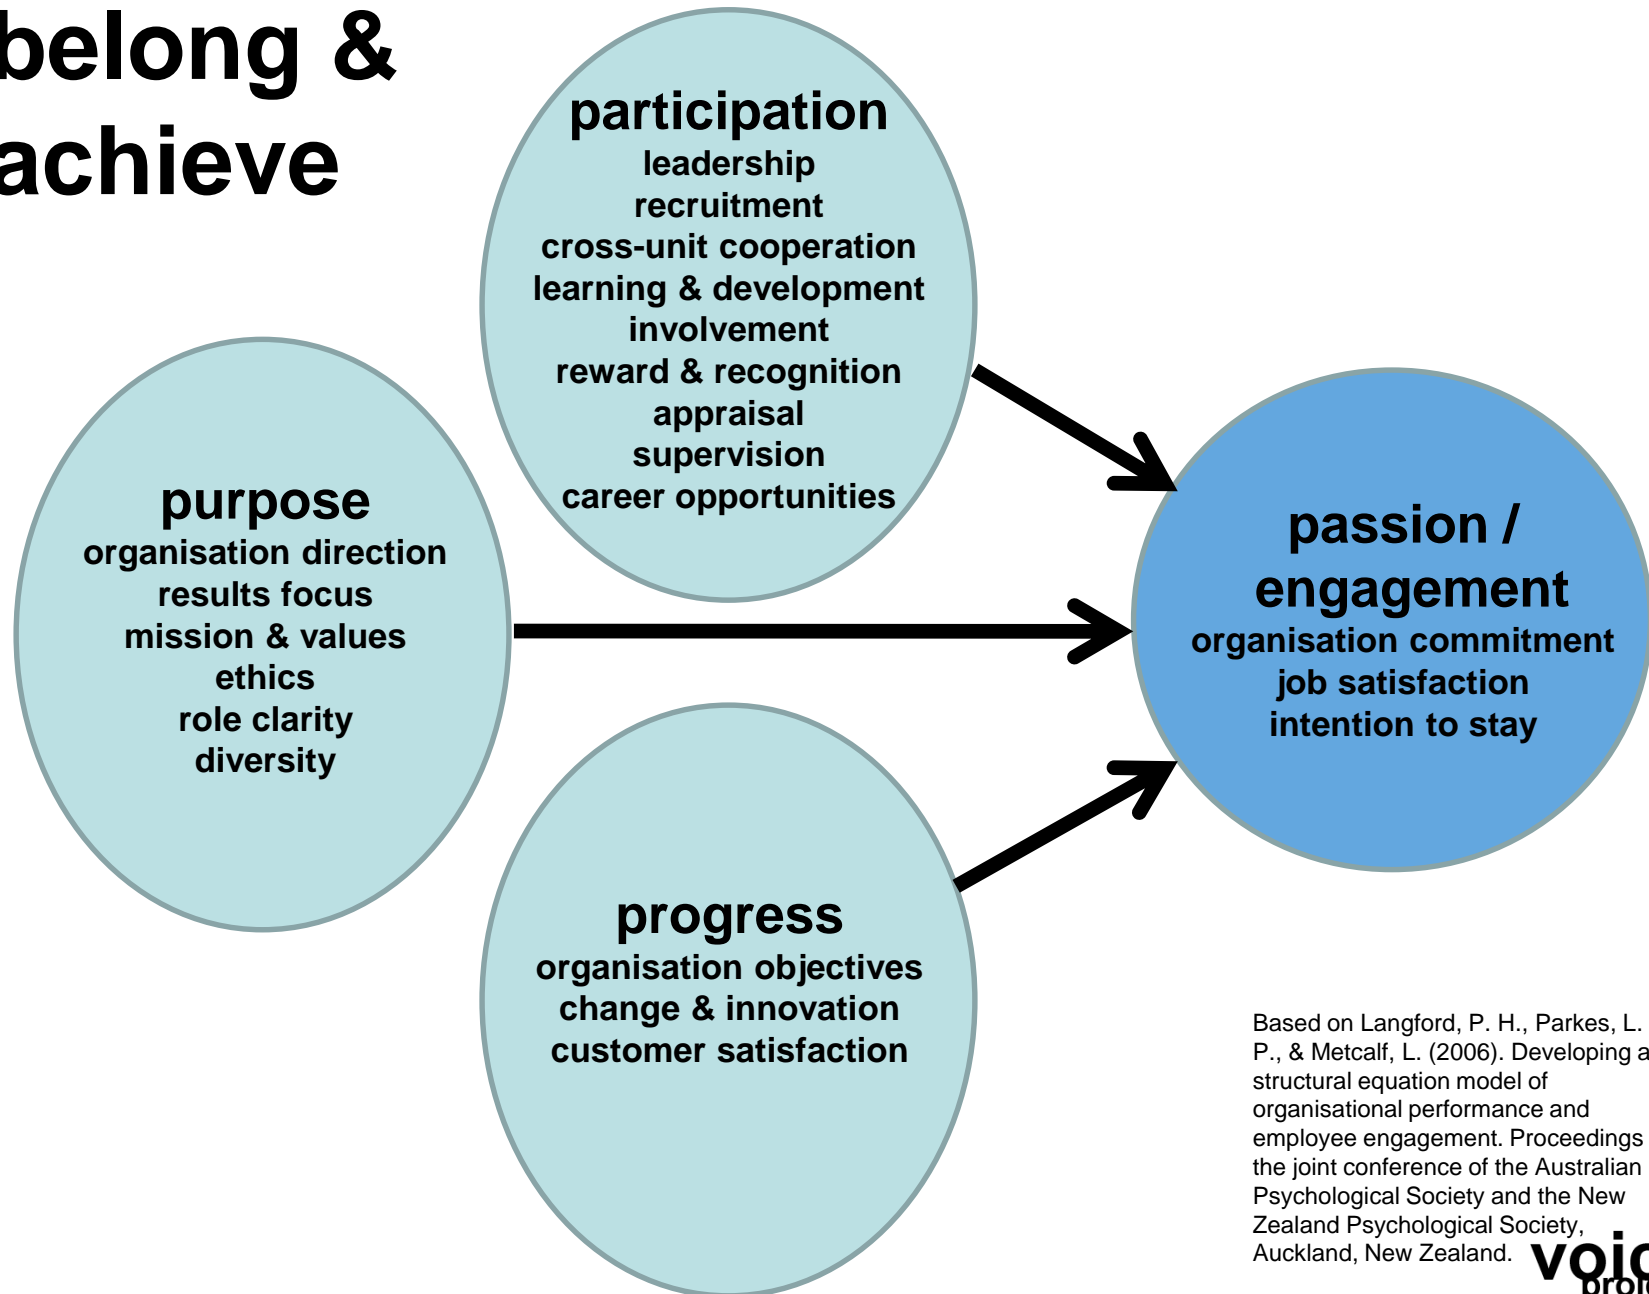 belong &
achieve
participation
leadership
recruitment
cross-unit cooperation
learning & development
involvement
reward & recognition
appraisal
supervision
career opportunities
purpose
organisation direction
results focus
mission & values
ethics
role clarity
diversity
passion /
engagement
organisation commitment
job satisfaction
intention to stay
progress
organisation objectives
change & innovation
customer satisfaction
Based on Langford, P. H., Parkes, L.
P., & Metcalf, L. (2006). Developing a
structural equation model of
organisational performance and
employee engagement. Proceedings
the joint conference of the Australian
Psychological Society and the New
Zealand Psychological Society,
Auckland, New Zealand.